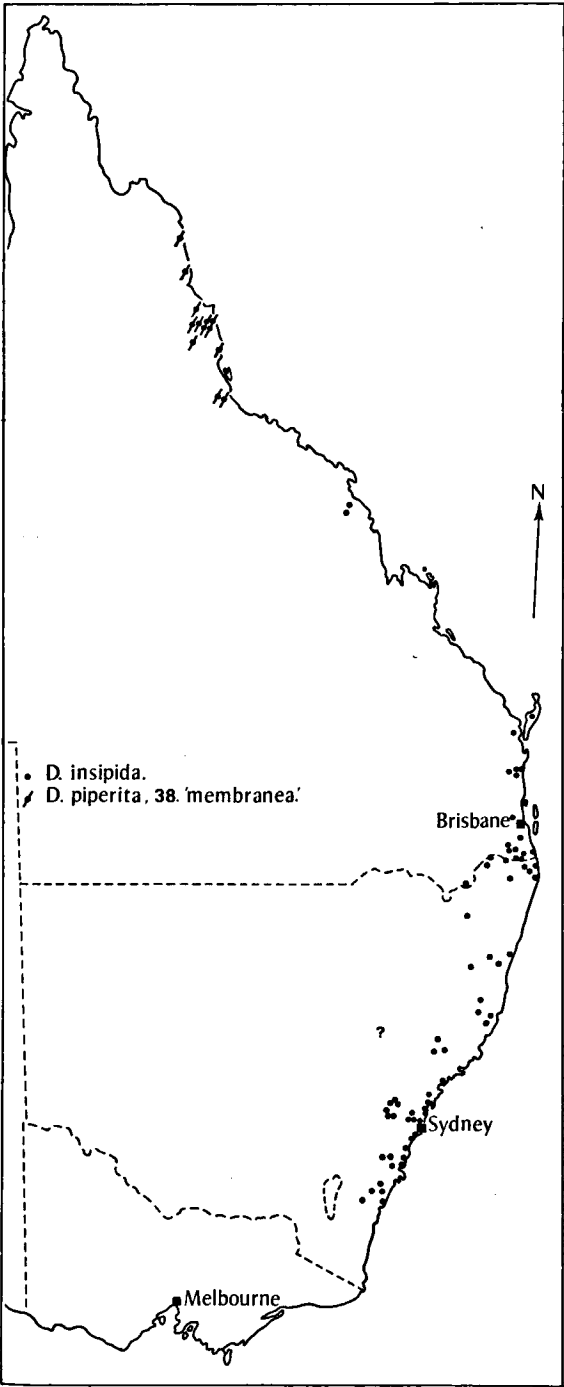 N
D. insipida.
D. piperita, 38. 'membranea.'
Brisbane
?
Sydney
Melbourne